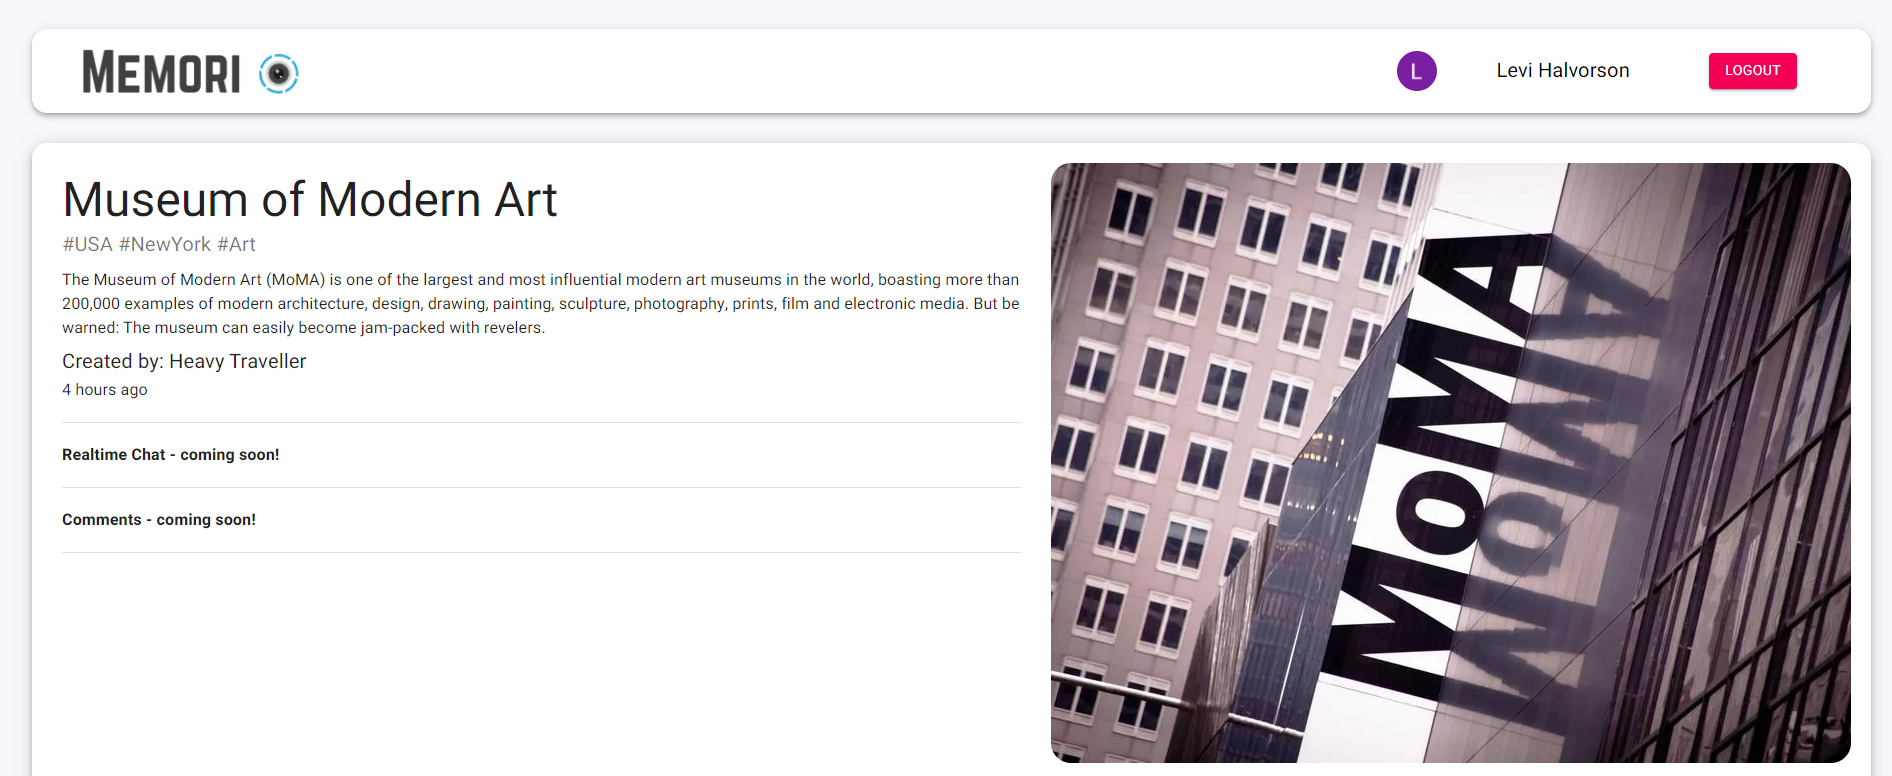 MEMORI
L
Levi Halvorson
LOGOUT
Museum of Modern Art
#USA #NewYork #Art
The Museum of Modern Art (MoMA) is one of the largest and most influential modern art museums in the world, boasting more than
200,000 examples of modern architecture, design, drawing, painting, sculpture, photography, prints, film and electronic media. But be
warned: The museum can easily become jam-packed with revelers.
Created by: Heavy Traveller
4 hours ago
Realtime Chat - coming soon!
Comments - coming soon!
MoMA
MoMA